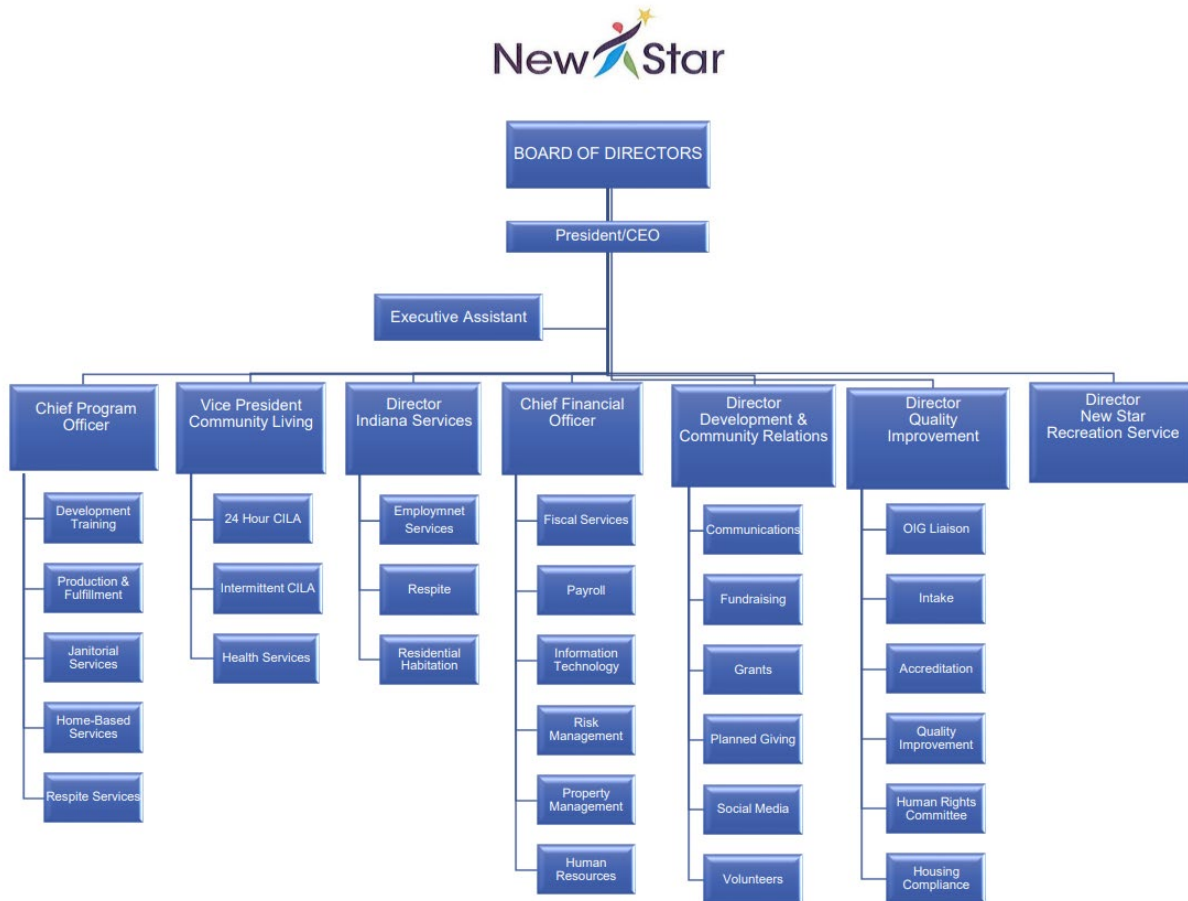 New Star
BOARD OF DIRECTORS
President/CEO
Executive Assistant
Chief Program
Officer
Development
Training
Production &
Fulfillment
Janitorial
Services
Home-Based
Services
Respite Services
Vice President
Community Living
24 Hour CILA
Intermittent CILA
Health Services
Director
Indiana Services
Employmnet
Services
Respite
Residential
Habitation
Chief Financial
Officer
Fiscal Services
Payroll
Information
Technology
Risk
Management
Property
Management
Human
Resources
Director
Development &
Community Relations
Communications
Fundraising
Grants
Planned Giving
Social Media
Volunteers
Director
Quality
Improvement
OIG Liaison
Intake
Accreditation
Quality
Improvement
Human Rights
Committee
Housing
Compliance
Director
New Star
Recreation Service